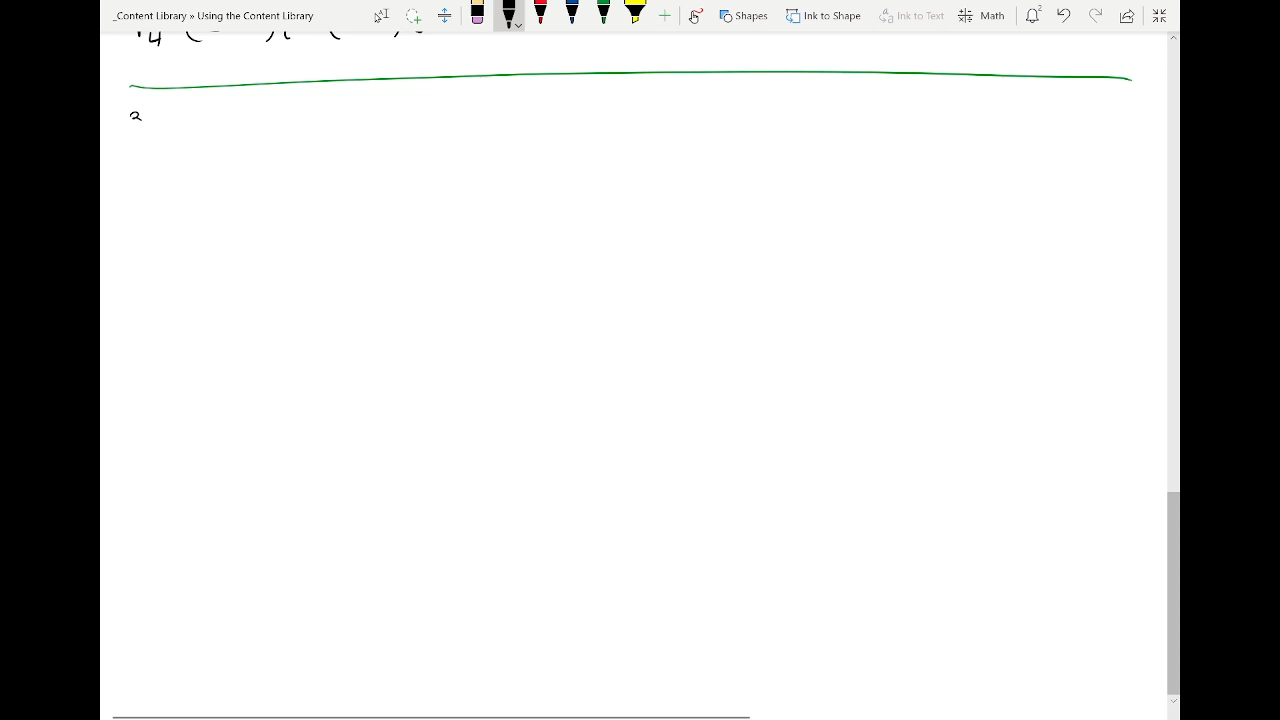 _Content Library » Using the Content Library
Shapes
Ink to Shape
Ink to Text
Math
2